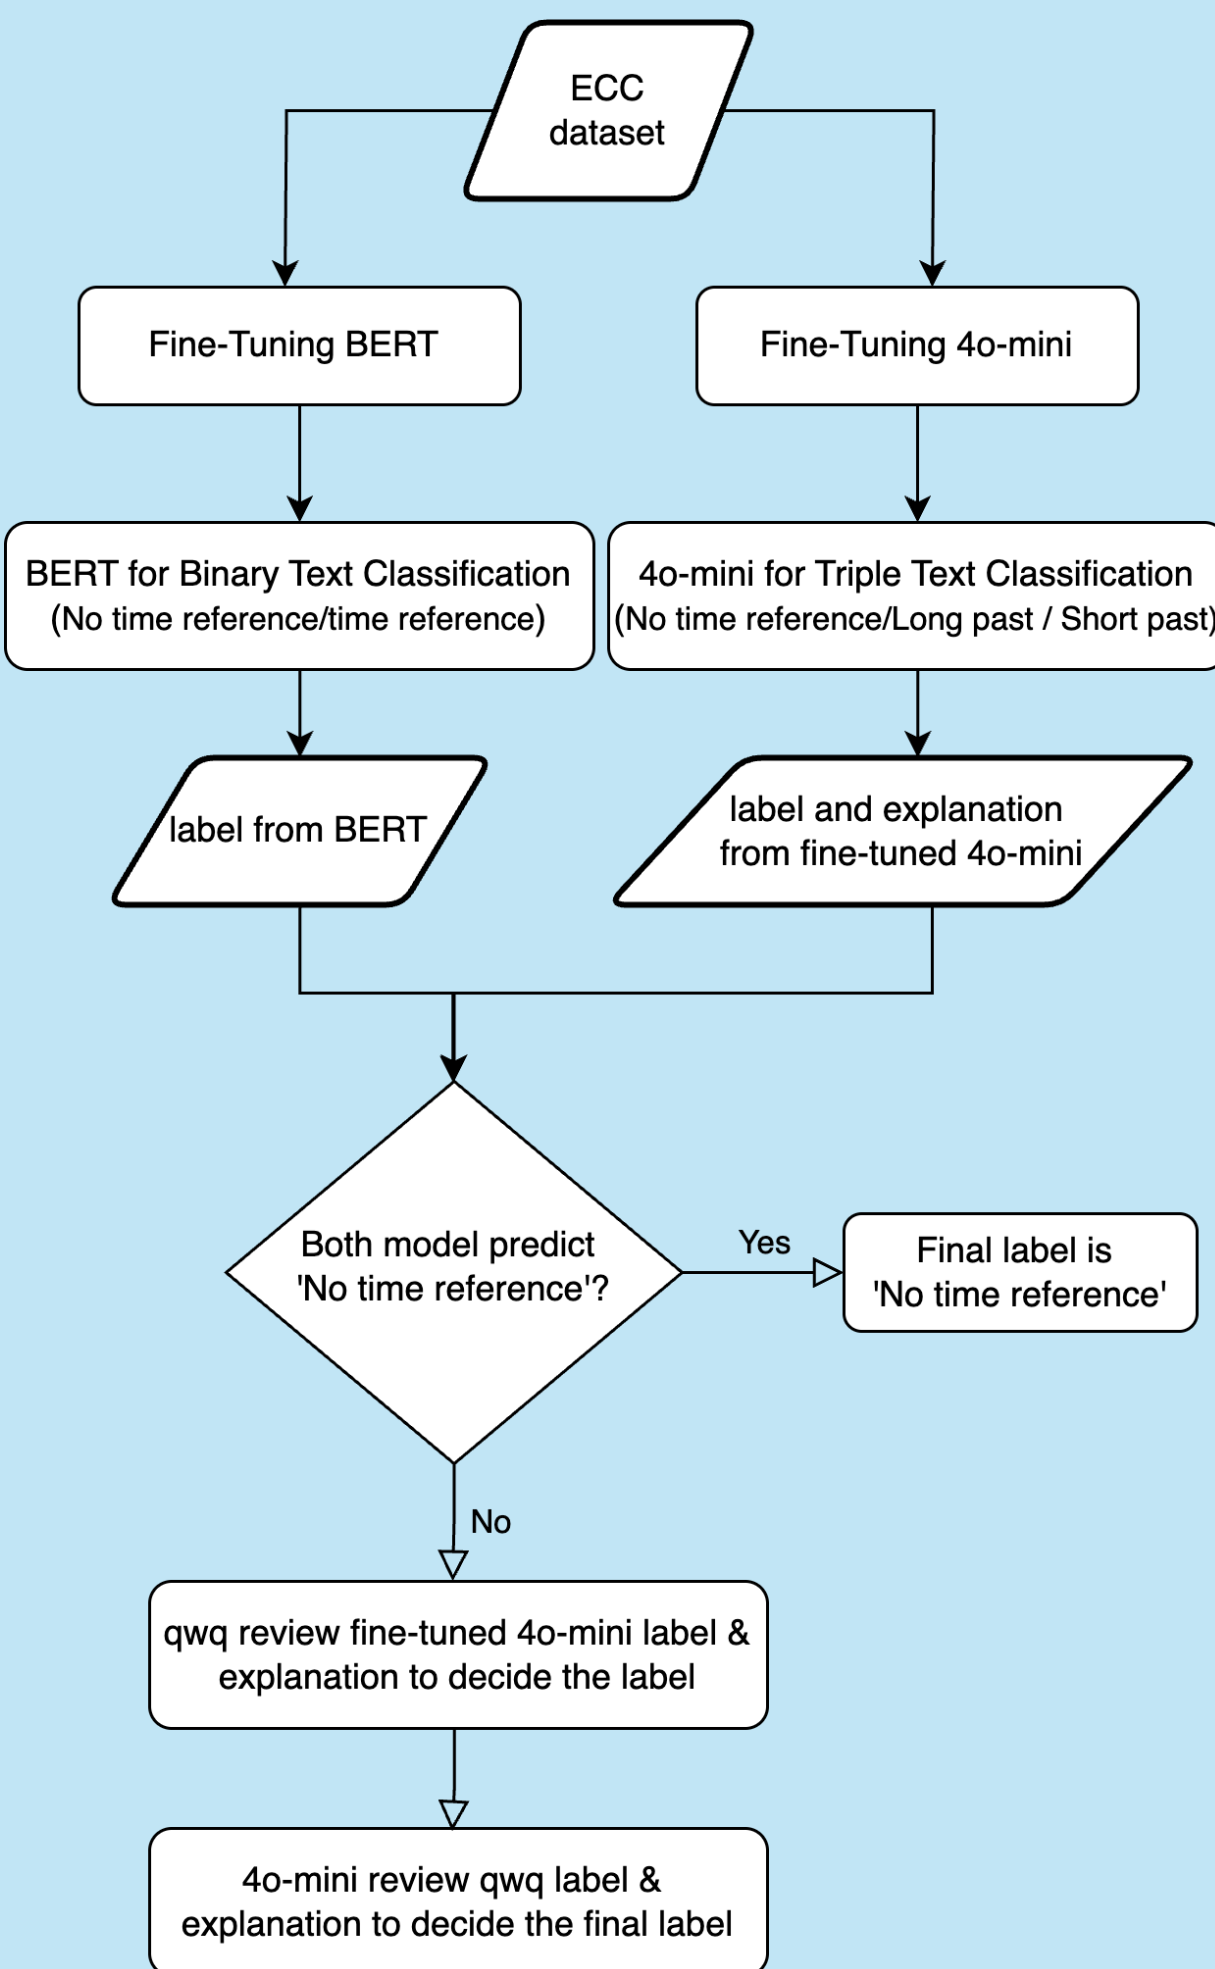 ECC
dataset
Fine-Tuning BERT
Fine-Tuning 4o-mini
BERT for Binary Text Classification
(No time reference/time reference)
4o-mini for Triple Text Classification
(No time reference/Long past / Short past)
label from BERT
label and explanation
from fine-tuned 4o-mini
Both model predict
'No time reference'?
Yes
Final label is
'No time reference'
No
qwq review fine-tuned 4o-mini label &
explanation to decide the label
4o-mini review qwq label &
explanation to decide the final label